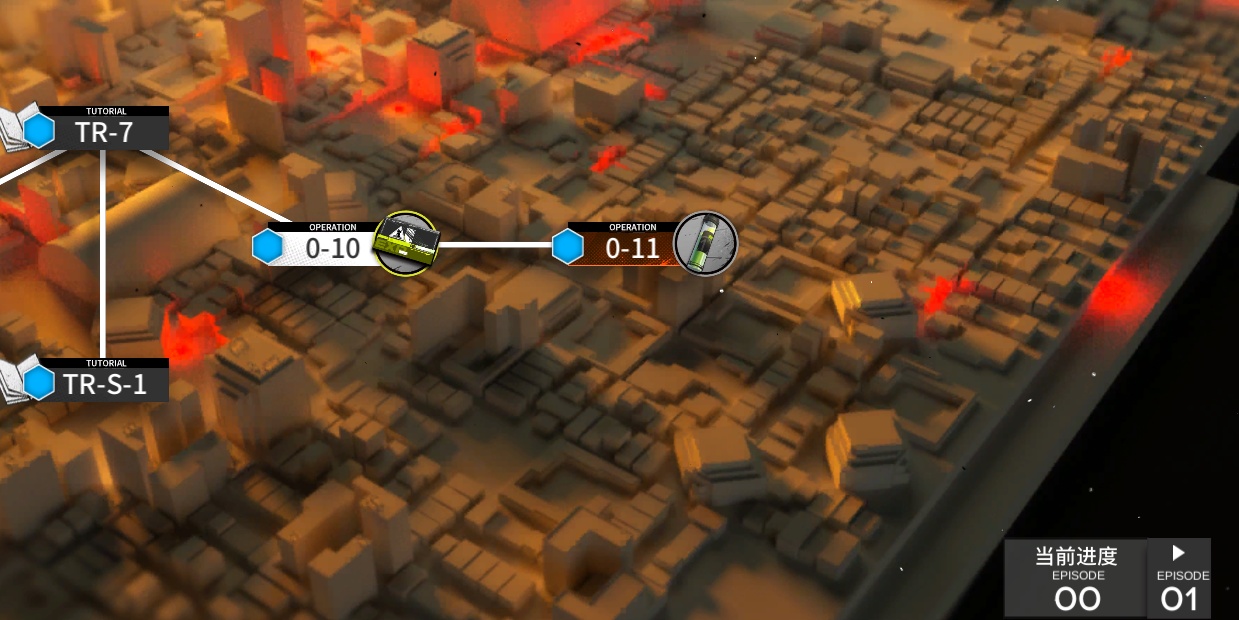 TUTORIAL
TR-7
OPERATION
0-10
OPERATION
0-11
TUTORIAL
TR-S-1
当前进度
EPISODE
00
EPISODE
01